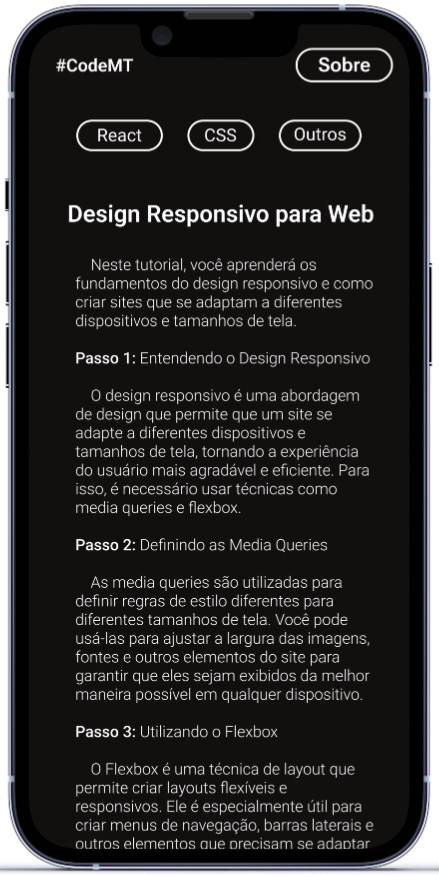 #CodeMT
Sobre
React
CSS
Outros
Design Responsivo para Web
Neste tutorial, você aprenderá os
fundamentos do design responsivo e como
criar sites que se adaptam a diferentes
dispositivos e tamanhos de tela.
Passo 1: Entendendo o Design Responsivo
O design responsivo é uma abordagem
de design que permite que um site se
adapte a diferentes dispositivos e
tamanhos de tela, tornando a experiência
do usuário mais agradável e eficiente. Para
isso, é necessário usar técnicas como
media queries e flexbox.
Passo 2: Definindo as Media Queries
As media queries são utilizadas para
definir regras de estilo diferentes para
diferentes tamanhos de tela. Você pode
usá-las para ajustar a largura das imagens,
fontes e outros elementos do site para
garantir que eles sejam exibidos da melhor
maneira possível em qualquer dispositivo.
Passo 3: Utilizando o Flexbox
O Flexbox é uma técnica de layout que
permite criar layouts flexíveis e
responsivos. Ele é especialmente útil para
criar menus de navegação, barras laterais e
outros elementos que precisam se adaptar